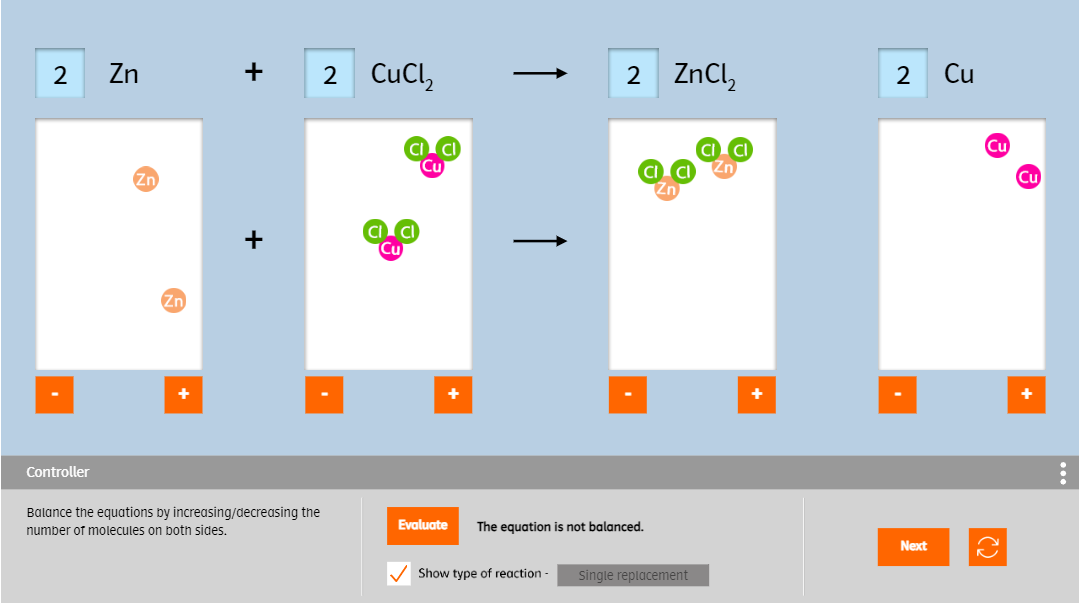 2 Zn + 2 CuCl₂ → 2 ZnCl₂ 2 Cu
Zn
Zn
+
Cl Cl
Cu
Cl Cl
Cu
→
Cl Cl
Zn
Cl Cl
Zn
Cu
Cu
- + - + - + - +
Controller
Balance the equations by increasing/decreasing the
number of molecules on both sides.
Evaluate The equation is not balanced.
Show type of reaction - Single replacement
Next